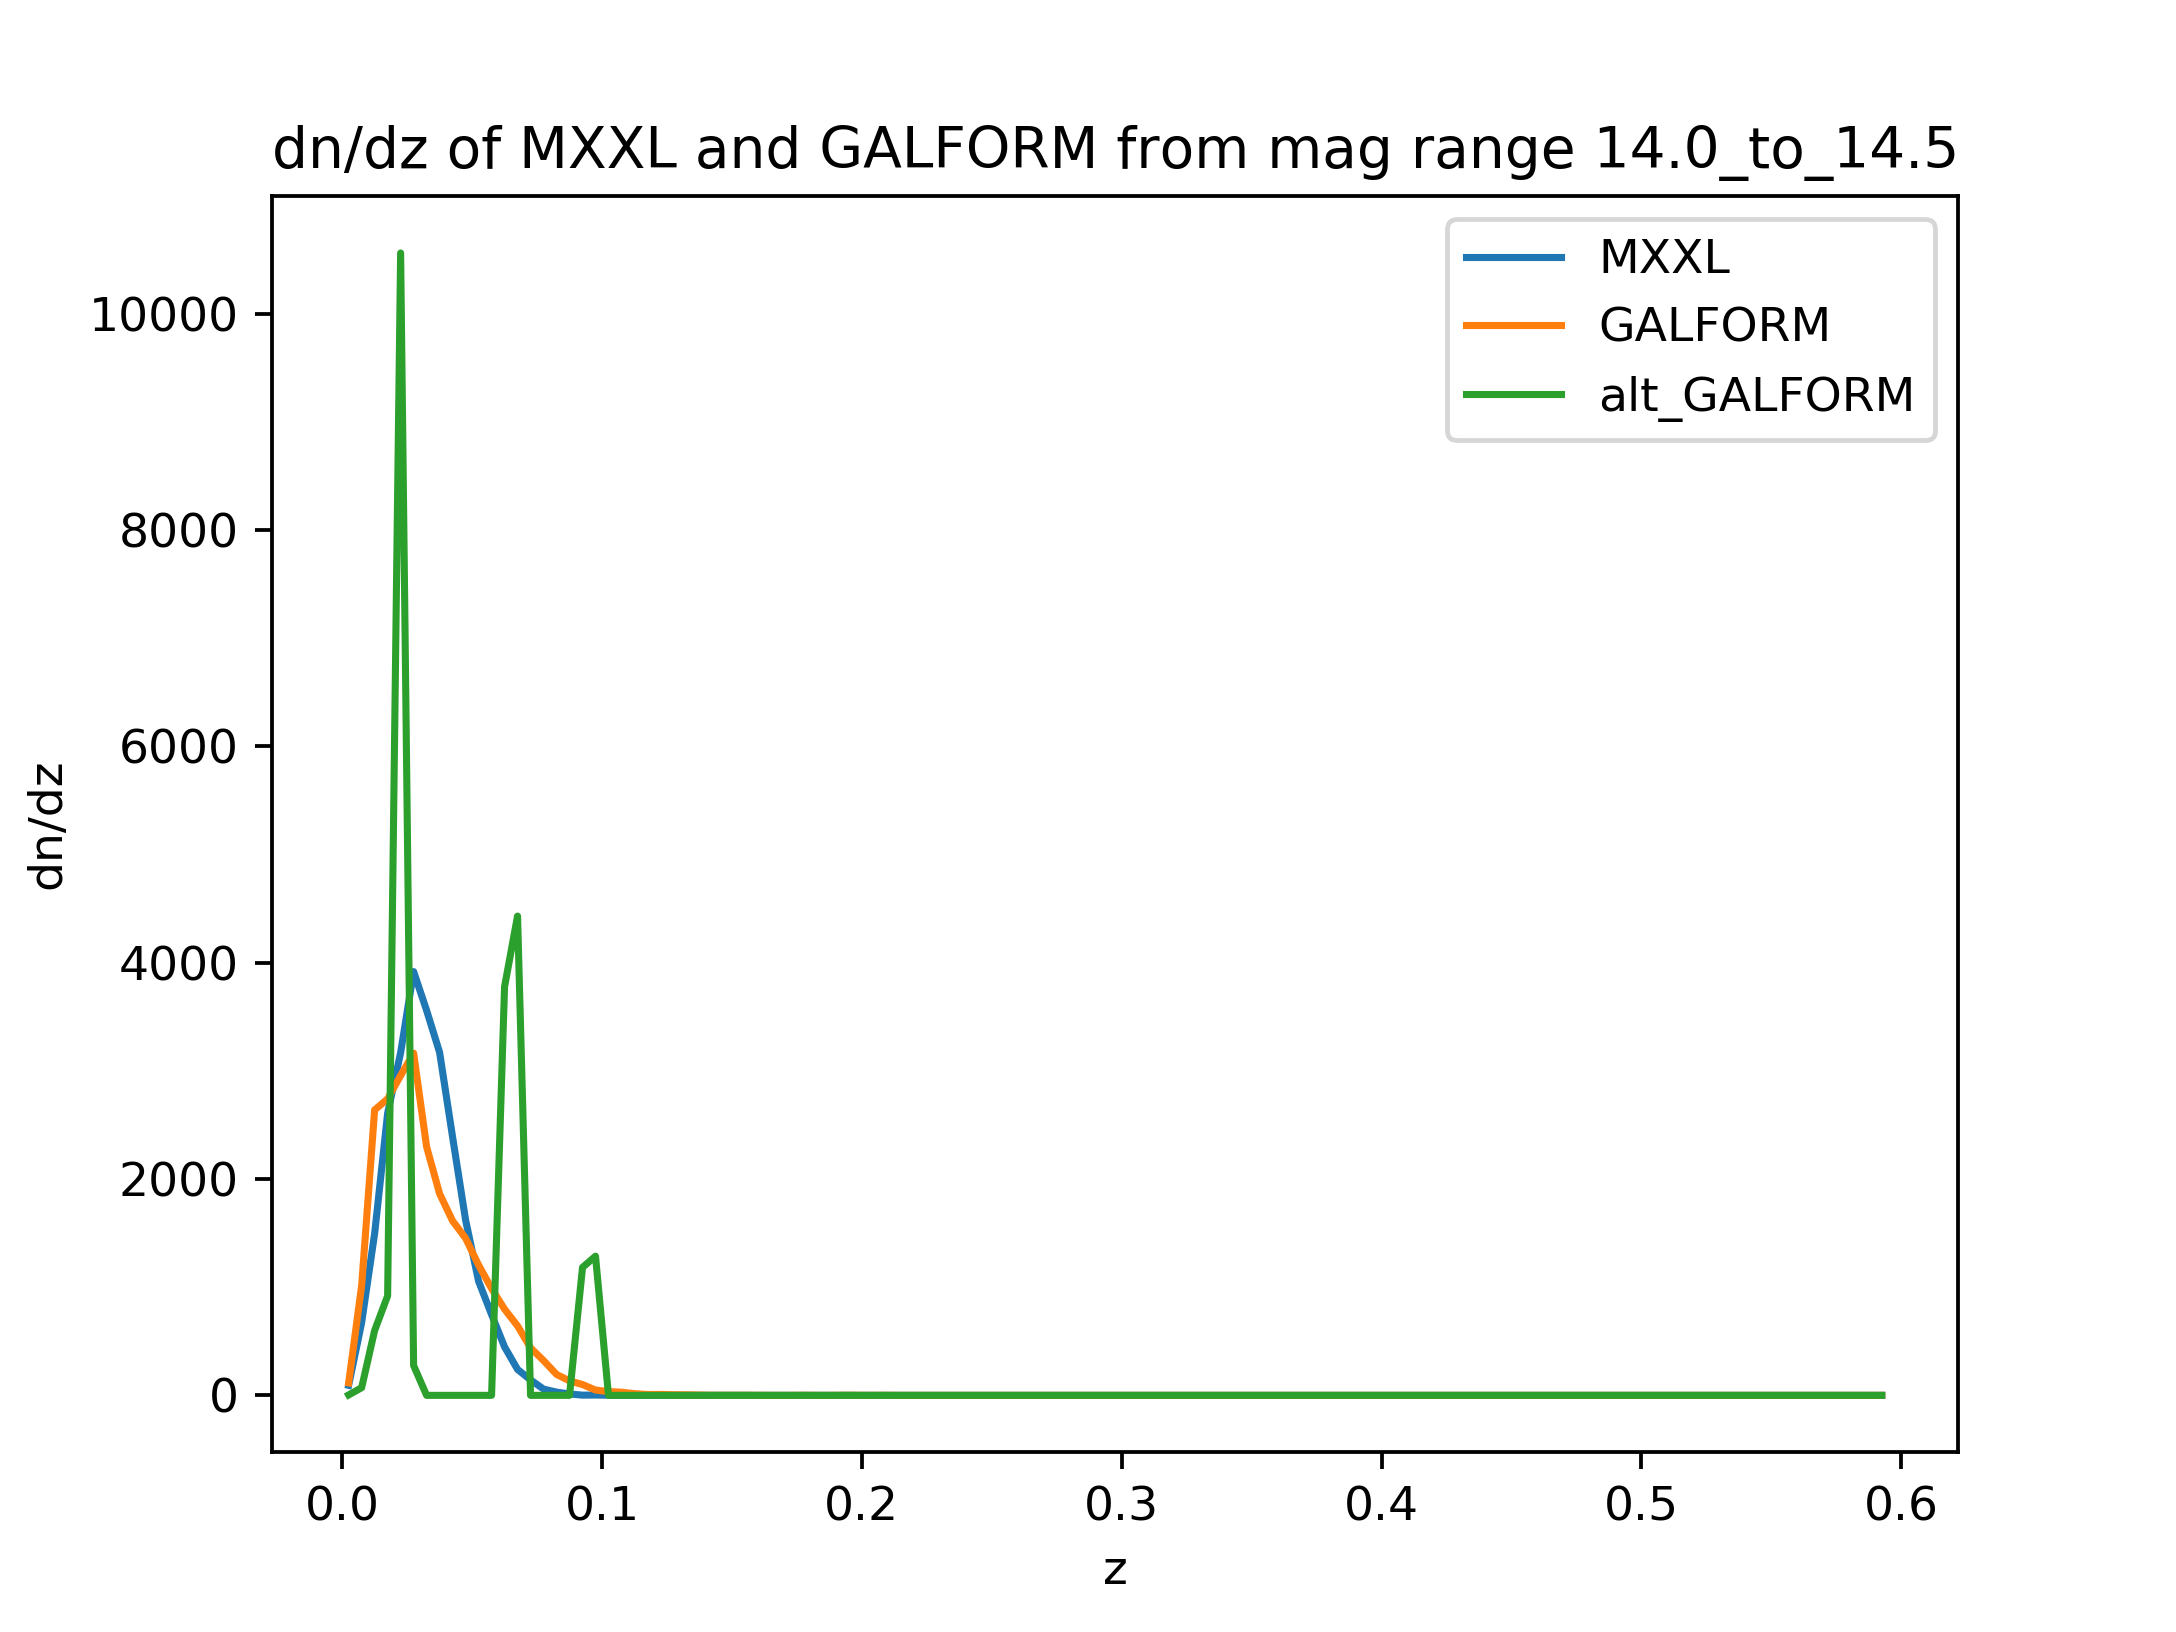 dn/dz of MXXL and GALFORM from mag range 14.0_to_14.5
MXXL
GALFORM
alt_GALFORM
10000
8000
6000
4000
2000
0
dn/dz
0.0 0.1 0.2 0.3 0.4 0.5 0.6
z